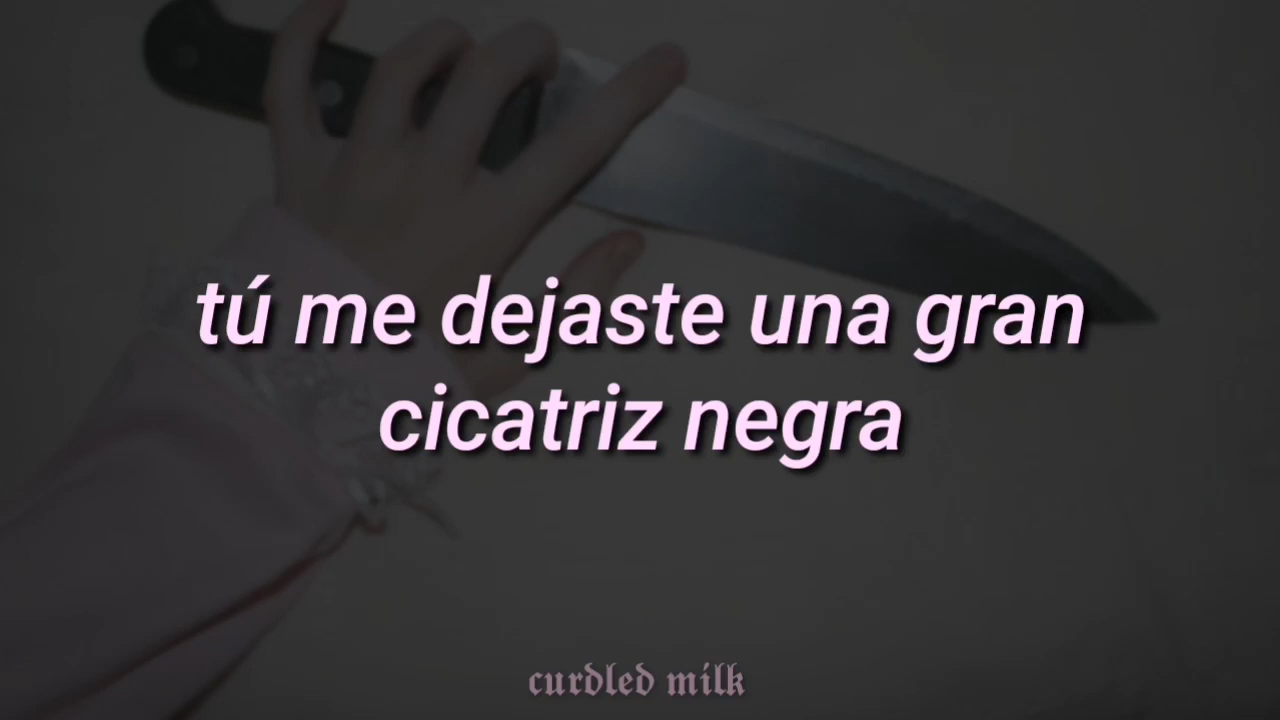 tú me dejaste una gran
cicatriz negra
curdled milk